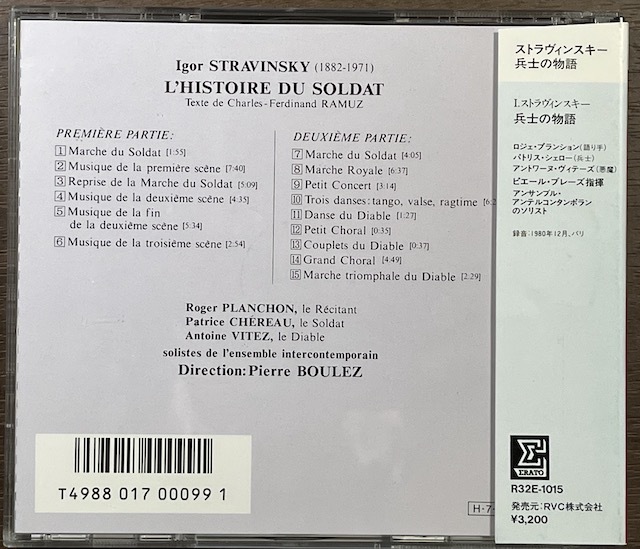 Igor STRAVINSKY (1882-1971)
L'HISTOIRE DU SOLDAT
Texte de Charles-Ferdinand RAMUZ
PREMIÈRE PARTIE:
1 Marche du Soldat [1:55]
2 Musique de la première scène [7:40]
3 Reprise de la Marche du Soldat [5:09]
4 Musique de la deuxième scène [4:35]
5 Musique de la fin
de la deuxième scène [5:34]
6 Musique de la troisième scène [2:54]
DEUXIÈME PARTIE:
7 Marche du Soldat [4:05]
8 Marche Royale [6:37]
9 Petit Concert [3:14]
10 Trois danses: tango, valse, ragtime
11 Danse du Diable [1:27]
12 Petit Choral [0:35]
13 Couplets du Diable [0:37]
14 Grand Choral [4:49]
15 Marche triomphale du Diable [2.29]
Roger PLANCHON, le Récitant
Patrice CHÉREAU, le Soldat
Antoine VITEZ, le Diable
solistes de l'ensemble intercontemporain
Direction: Pierre BOULEZ
T4988 017 00099 1
H·7
ストラヴィンスキー
兵士の物語
I.ストラヴィンスキー
兵士の物語
ロジェ・プランション(語り手)
パトリス・シェロー(兵士)
アントワーヌ・ヴィテーズ(悪魔)
ピエール・ブレーズ指揮
アンサンブル・
アンテルコンタンポラン
のソリスト
録音:1980年12月、パリ
ERATO
R32E-1015
発売元:RVC株式会社
¥3,200